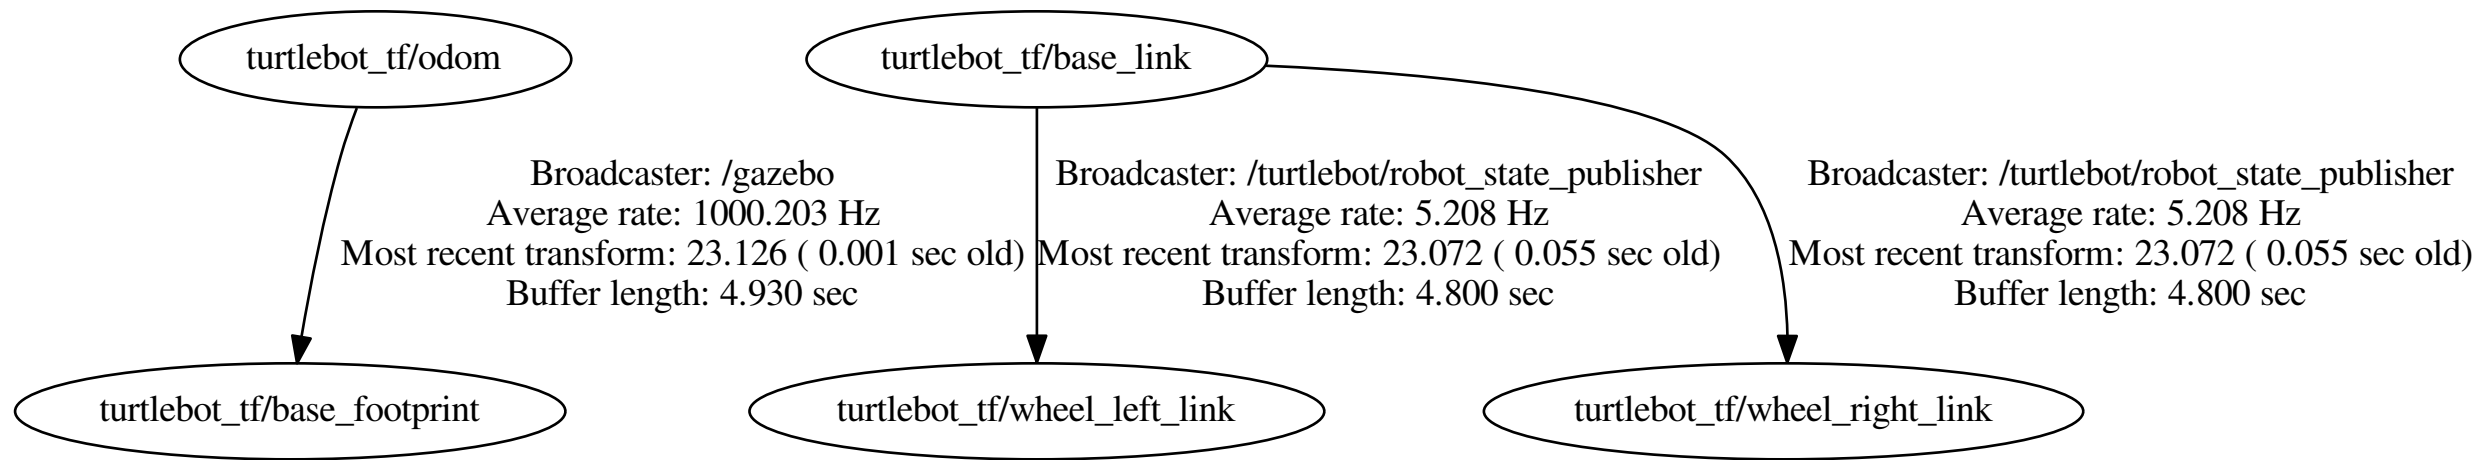 turtlebot_tf/odom
turtlebot_tf/base_link
Broadcaster: /gazebo
Average rate: 1000.203 Hz
Most recent transform: 23.126 ( 0.001 sec old)
Buffer length: 4.930 sec
Broadcaster: /turtlebot/robot_state_publisher
Average rate: 5.208 Hz
Most recent transform: 23.072 ( 0.055 sec old)
Buffer length: 4.800 sec
Broadcaster: /turtlebot/robot_state_publisher
Average rate: 5.208 Hz
Most recent transform: 23.072 ( 0.055 sec old)
Buffer length: 4.800 sec
turtlebot_tf/base_footprint
turtlebot_tf/wheel_left_link
turtlebot_tf/wheel_right_link